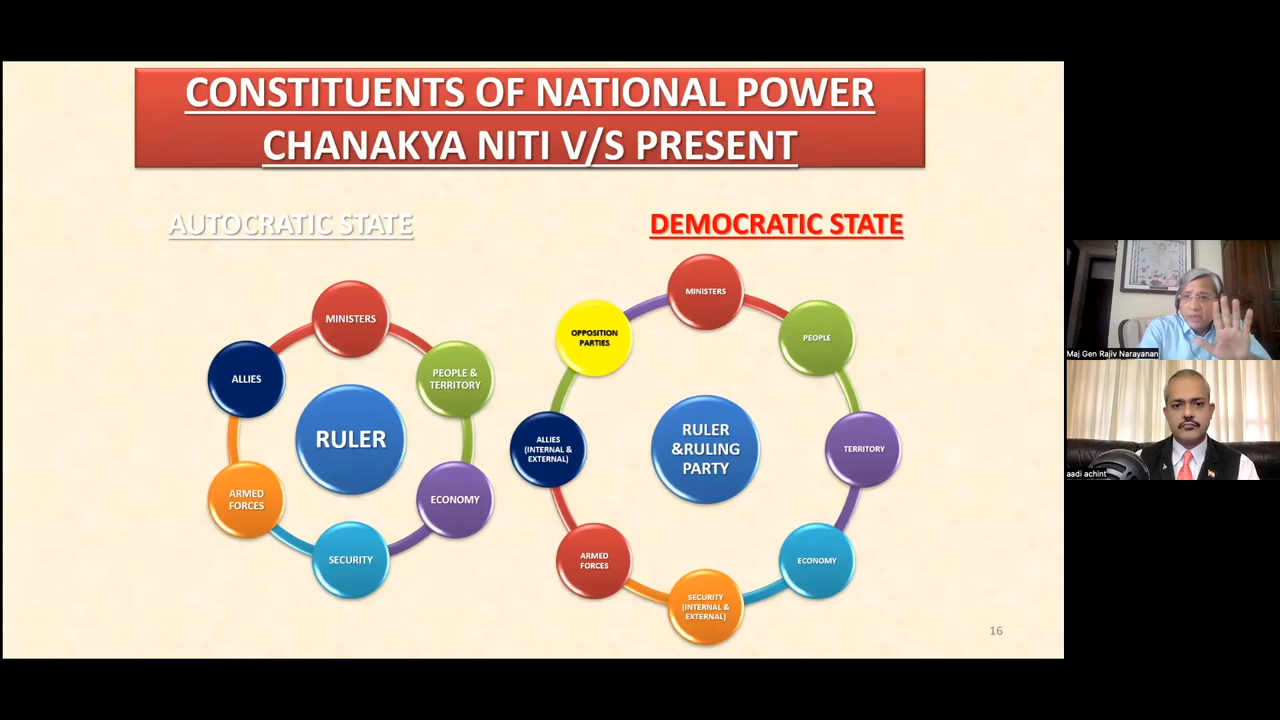 CONSTITUENTS OF NATIONAL POWER
CHANAKYA NITI V/S PRESENT
AUTOCRATIC STATE
MINISTERS
PEOPLE &
TERRITORY
ECONOMY
SECURITY
ARMED
FORCES
ALLIES
RULER
DEMOCRATIC STATE
MINISTERS
PEOPLE
TERRITORY
ECONOMY
SECURITY
(INTERNAL &
EXTERNAL)
ARMED
FORCES
ALLIES
(INTERNAL &
EXTERNAL)
OPPOSITION
PARTIES
RULER
&RULING
PARTY
16
Maj Gen Rajiv Narayanan
aadi achint